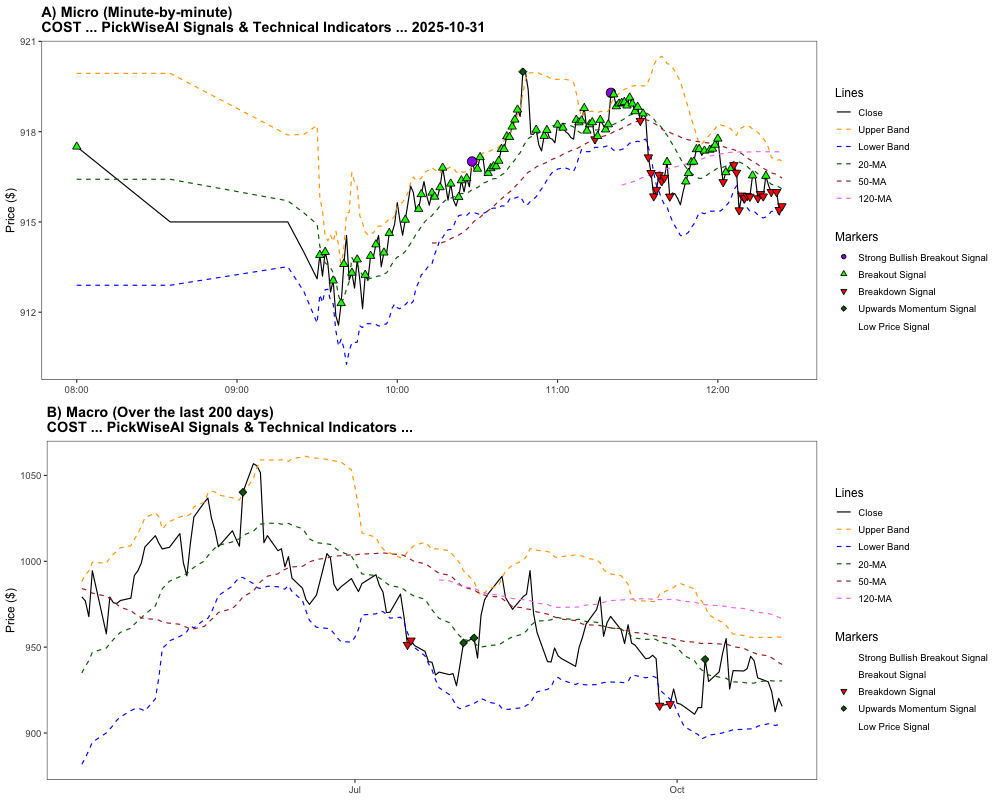 A) Micro (Minute-by-minute)
COST ... PickWiseAI Signals & Technical Indicators ... 2025-10-31
921
918
915
912
Price ($)
08:00
09:00
10:00
11:00
12:00
Lines
Close
Upper Band
Lower Band
20-MA
50-MA
120-MA
Markers
Strong Bullish Breakout Signal
Breakout Signal
Breakdown Signal
Upwards Momentum Signal
Low Price Signal
B) Macro (Over the last 200 days)
COST ... PickWiseAI Signals & Technical Indicators ...
1050
1000
950
900
Price ($)
Jul
Oct
Lines
Close
Upper Band
Lower Band
20-MA
50-MA
120-MA
Markers
Strong Bullish Breakout Signal
Breakout Signal
Breakdown Signal
Upwards Momentum Signal
Low Price Signal